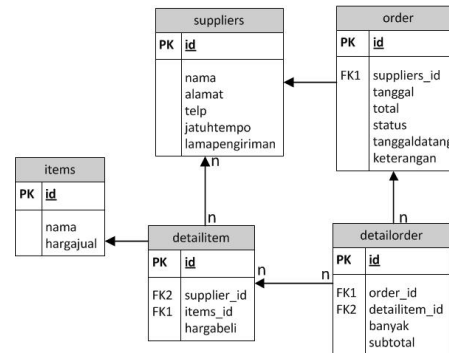 suppliers
PK id
nama
alamat
telp
jatuhtempo
lamapengiriman
order
PK id
FK1 suppliers_id
tanggal
total
status
tanggaldatang
keterangan
n
n
items
PK id
nama
hargajual
n
detailitem
PK id
FK2 supplier_id
FK1 items_id
hargabeli
n
n
detailorder
PK id
FK1 order_id
FK2 detailitem_id
banyak
subtotal